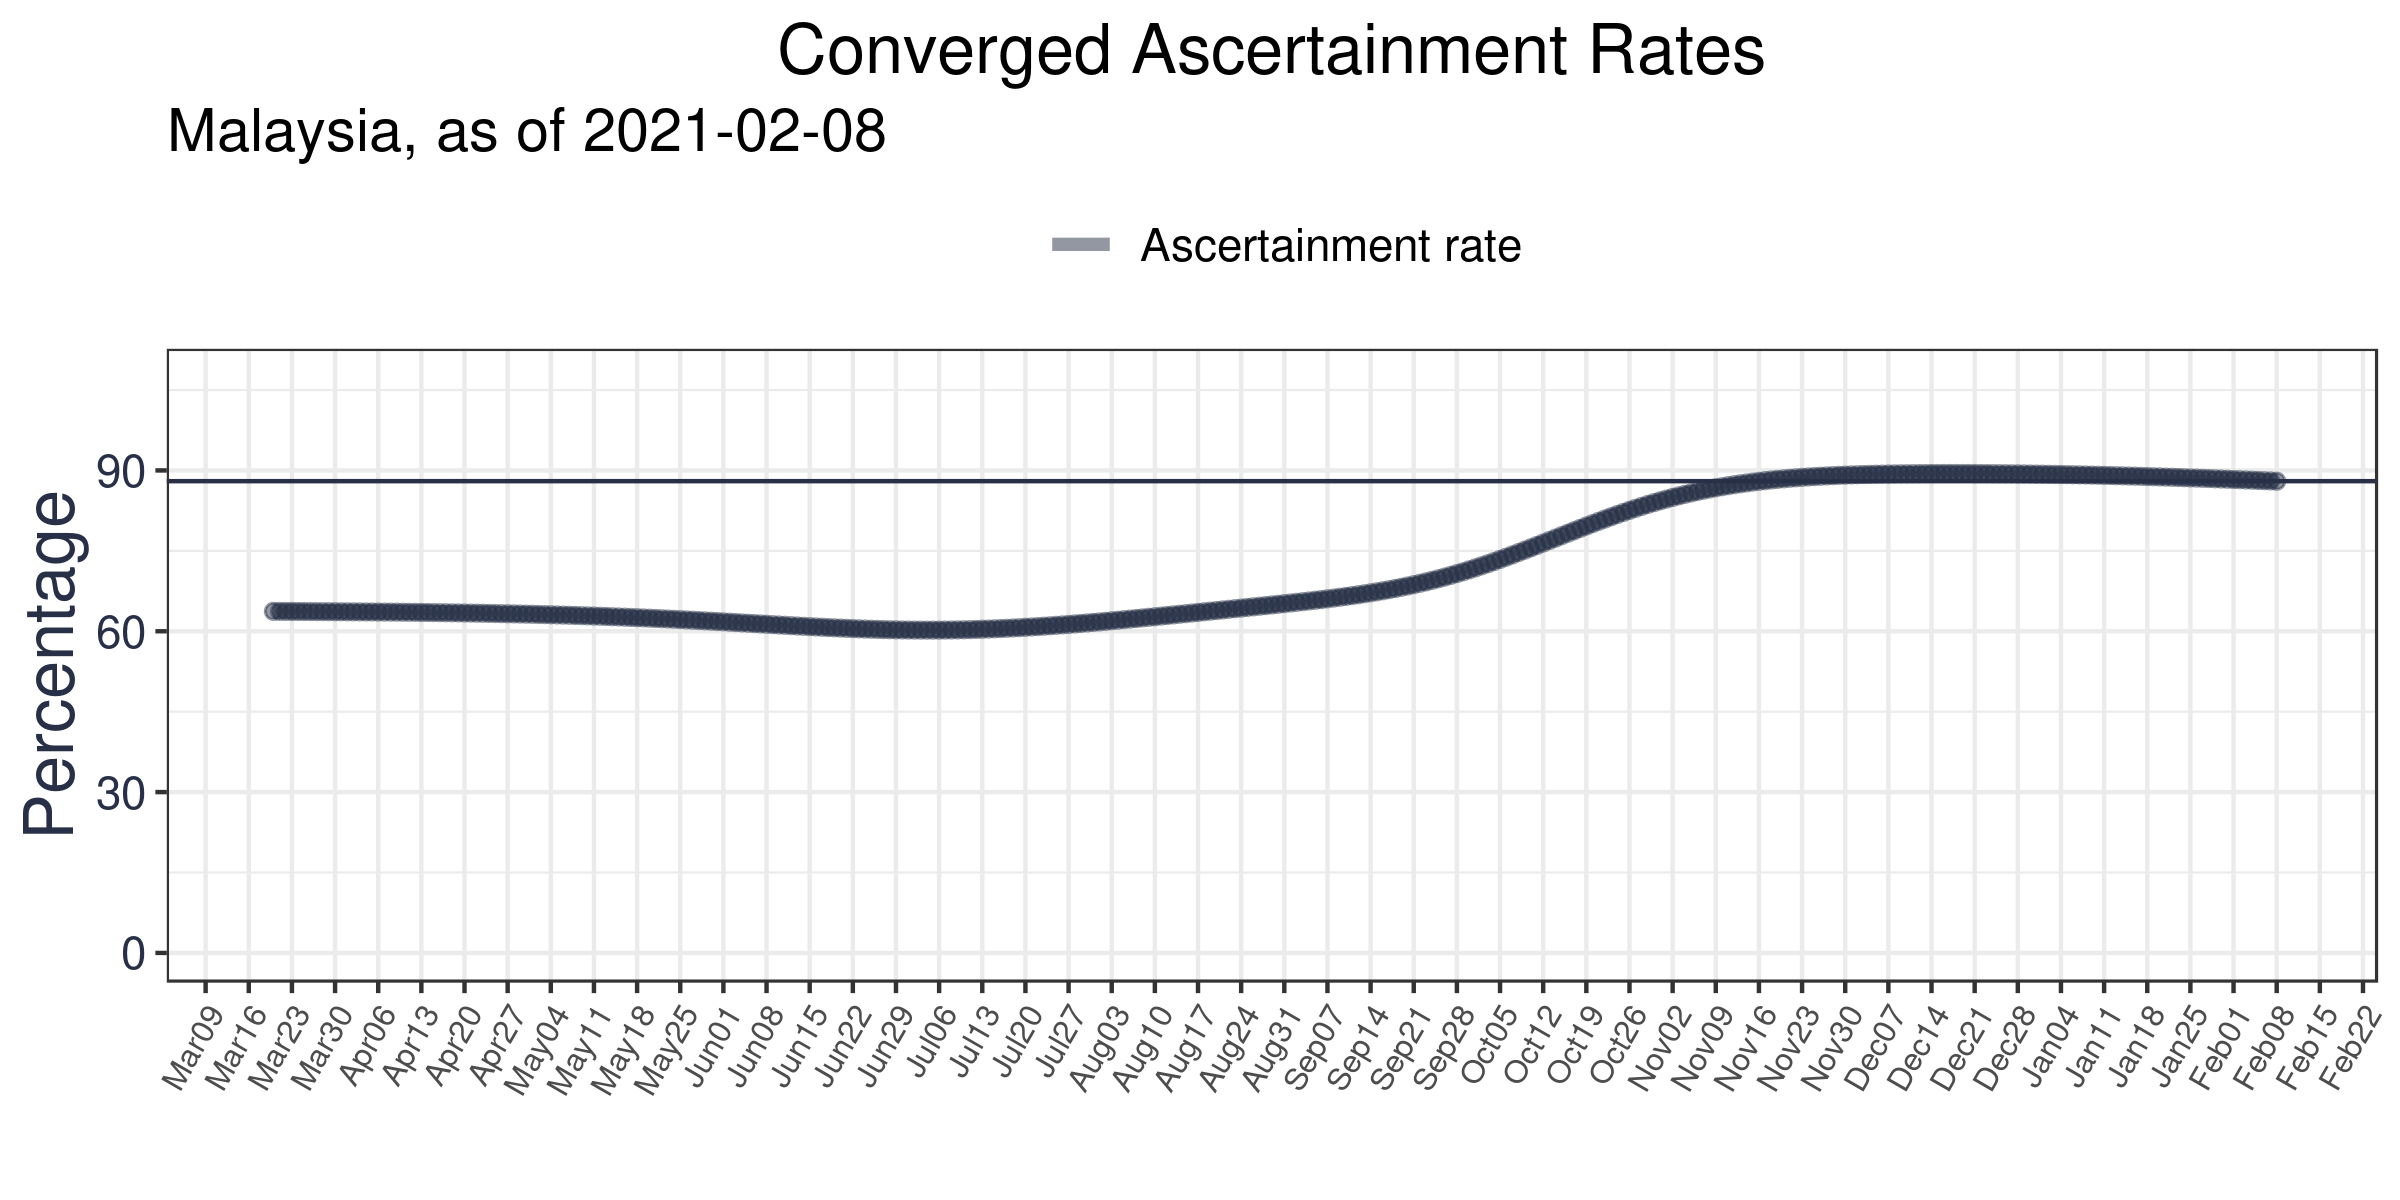 Converged Ascertainment Rates
Malaysia, as of 2021-02-08
Ascertainment rate
Percentage
90
60
30
0
Mar09 Mar16 Mar23 Mar30 Apr06 Apr13 Apr20 Apr27 May04 May11 May18 May25 Jun01 Jun08 Jun15 Jun22 Jun29 Jul06 Jul13 Jul20 Jul27 Aug03 Aug10 Aug17 Aug24 Aug31 Sep07 Sep14 Sep21 Sep28 Oct05 Oct12 Oct19 Oct26 Nov02 Nov09 Nov16 Nov23 Nov30 Dec07 Dec14 Dec21 Dec28 Jan04 Jan11 Jan18 Jan25 Feb01 Feb08 Feb15 Feb22